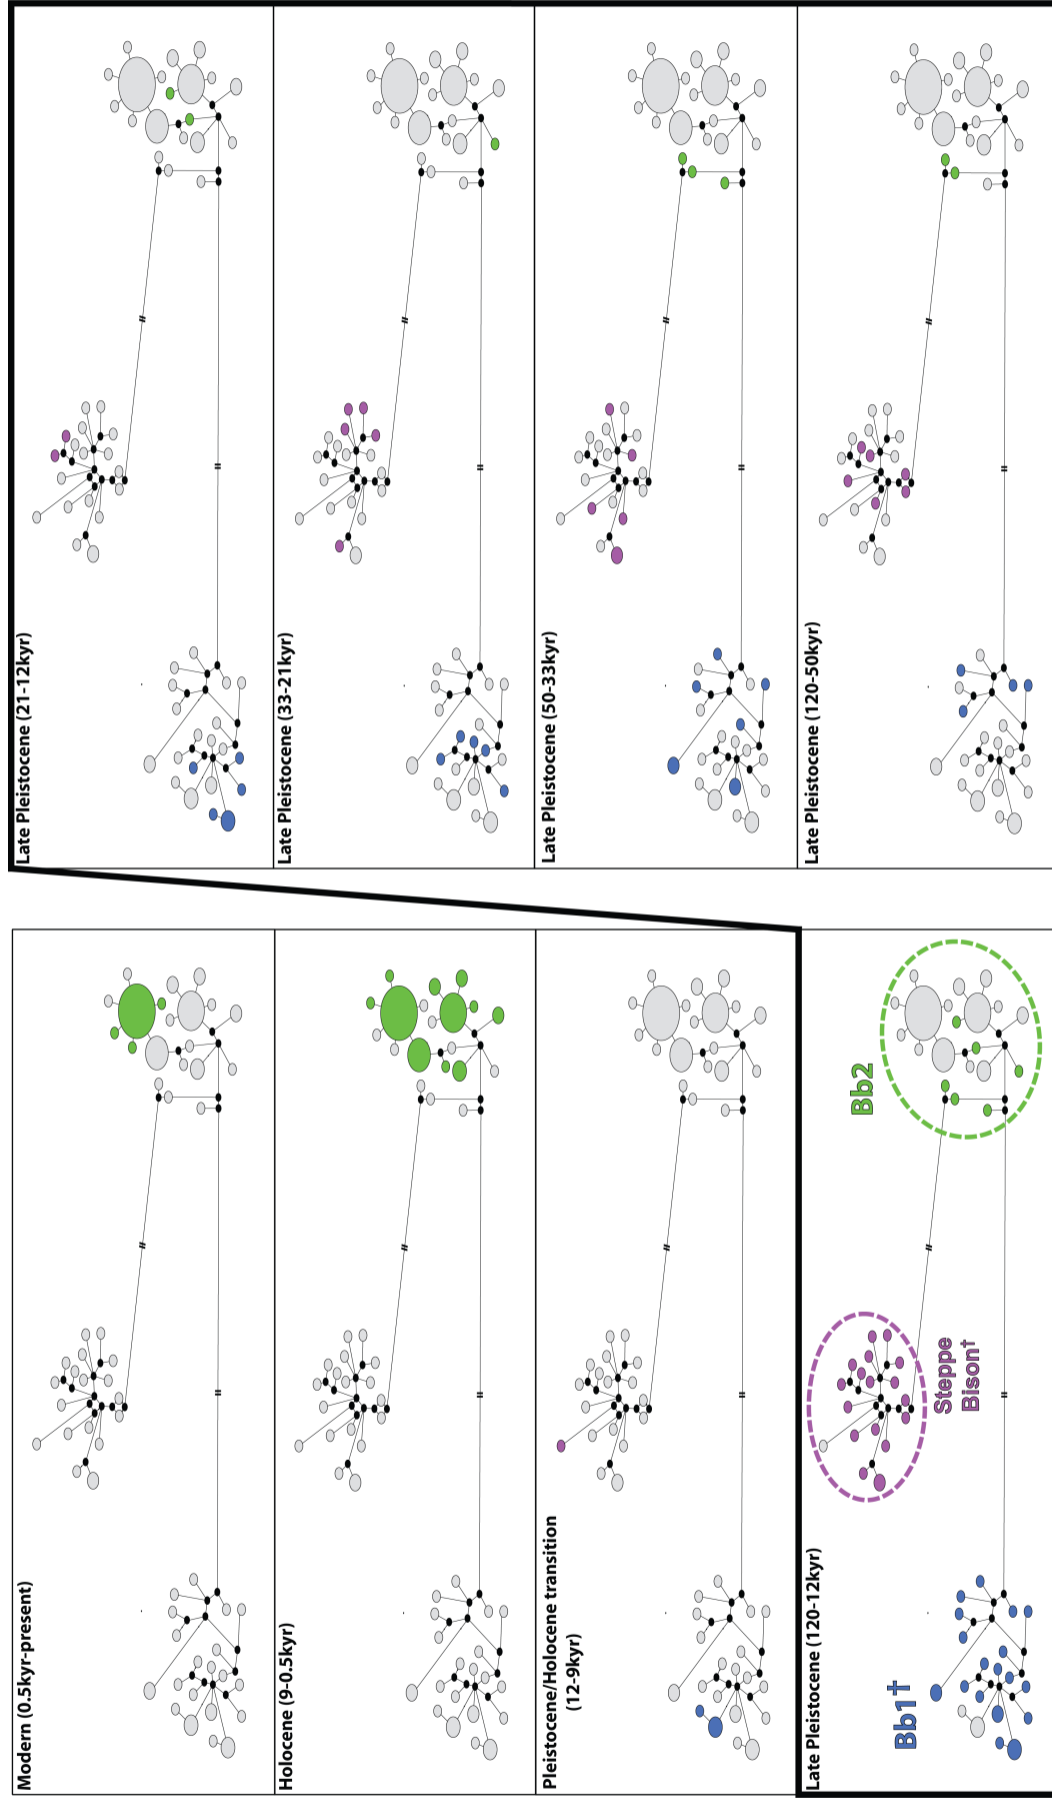 Modern (0.5kyr-present)
Holocene (9-0.5kyr)
Pleistocene/Holocene transition
(12-9kyr)
Late Pleistocene (120-12kyr)
Bb1†
Steppe
Bison†
Bb2
Late Pleistocene (21-12kyr)
Late Pleistocene (33-21kyr)
Late Pleistocene (50-33kyr)
Late Pleistocene (120-50kyr)